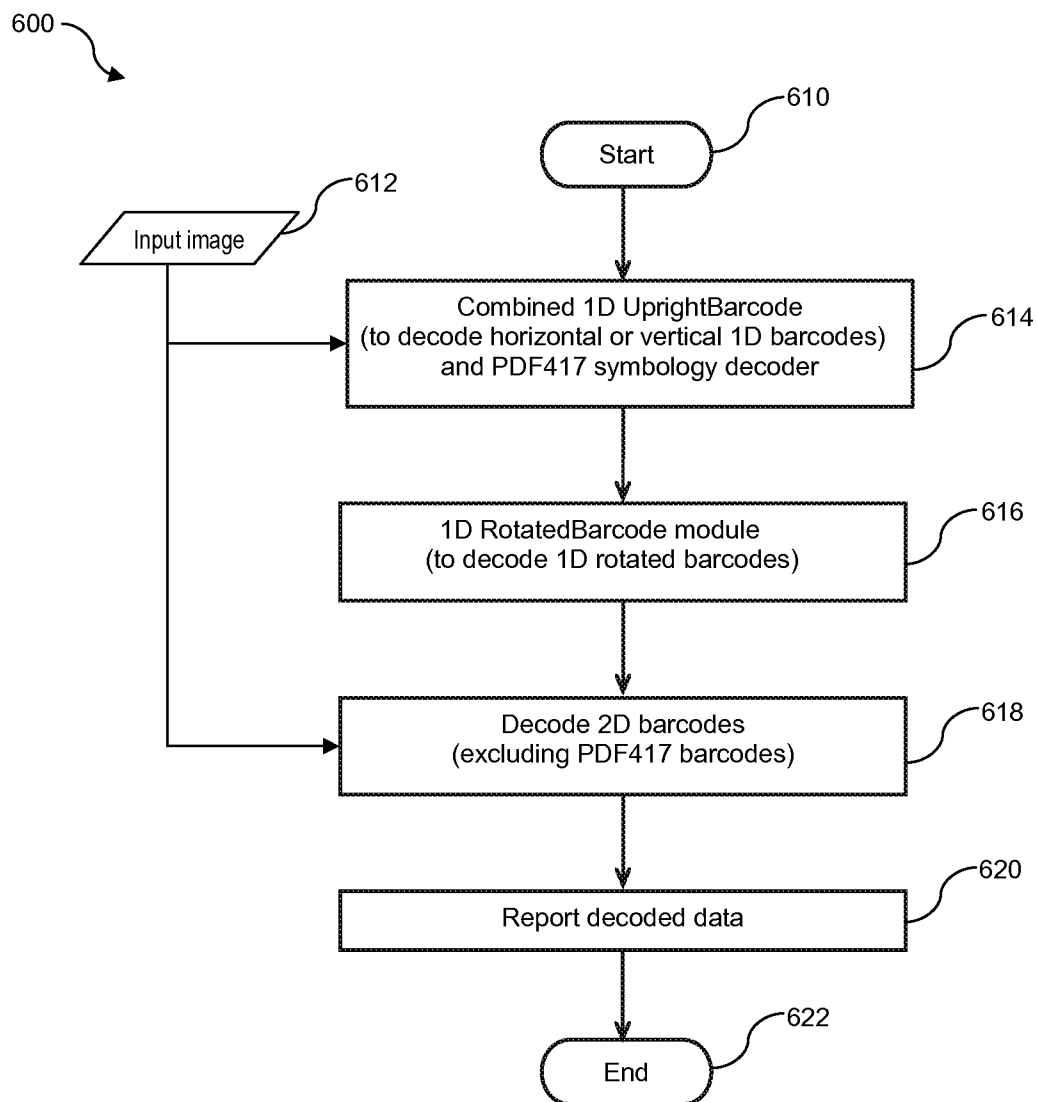 600
610
Start
612
Input image
Combined 1D UprightBarcode
(to decode horizontal or vertical 1D barcodes)
and PDF417 symbology decoder
614
1D RotatedBarcode module
(to decode 1D rotated barcodes)
616
Decode 2D barcodes
(excluding PDF417 barcodes)
618
Report decoded data
620
End
622